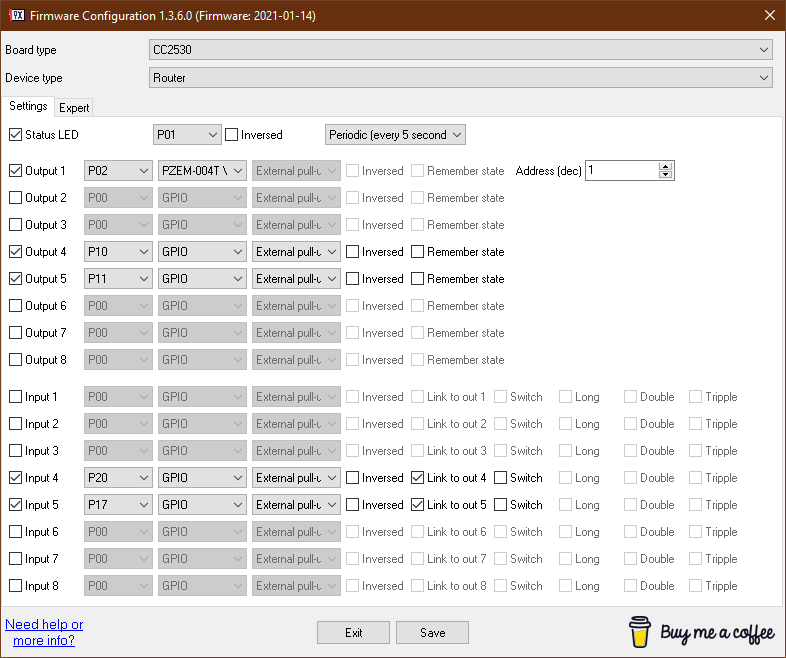 Firmware Configuration 1.3.6.0 (Firmware: 2021-01-14)
Board type CC2530
Device type Router
Settings Expert
Status LED P01 Inversed Periodic (every 5 second
Output 1 P02 PZEM-004T V External pull-u Inversed Remember state Address (dec) 1
Output 2 P00 GPIO External pull-u Inversed Remember state
Output 3 P00 GPIO External pull-u Inversed Remember state
Output 4 P10 GPIO External pull-u Inversed Remember state
Output 5 P11 GPIO External pull-u Inversed Remember state
Output 6 P00 GPIO External pull-u Inversed Remember state
Output 7 P00 GPIO External pull-u Inversed Remember state
Output 8 P00 GPIO External pull-u Inversed Remember state
Input 1 P00 GPIO External pull-u Inversed Link to out 1 Switch Long Double Tripple
Input 2 P00 GPIO External pull-u Inversed Link to out 2 Switch Long Double Tripple
Input 3 P00 GPIO External pull-u Inversed Link to out 3 Switch Long Double Tripple
Input 4 P20 GPIO External pull-u Inversed Link to out 4 Switch Long Double Tripple
Input 5 P17 GPIO External pull-u Inversed Link to out 5 Switch Long Double Tripple
Input 6 P00 GPIO External pull-u Inversed Link to out 6 Switch Long Double Tripple
Input 7 P00 GPIO External pull-u Inversed Link to out 7 Switch Long Double Tripple
Input 8 P00 GPIO External pull-u Inversed Link to out 8 Switch Long Double Tripple
Need help or
more info?
Exit Save
Buy me a coffee